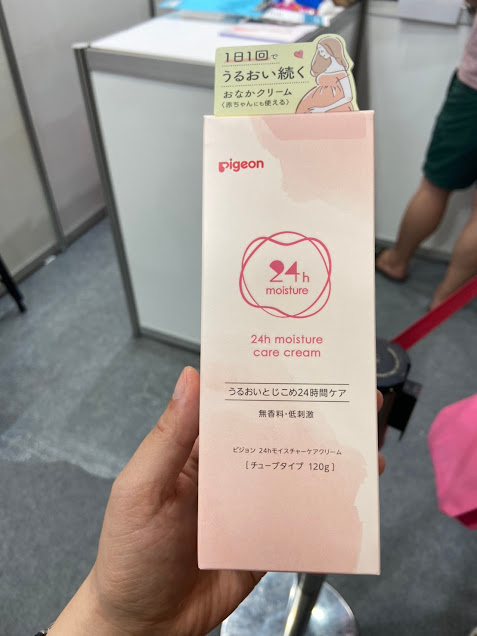 1日1回で
うるおい続く
おなかクリーム
(赤ちゃんにも使える)
pigeon
24h
moisture
24h moisture
care cream
うるおいとじこめ24時間ケア
無香料・低刺激
ピジョン 24hモイスチャーケアクリーム
[チューブタイプ 120g]